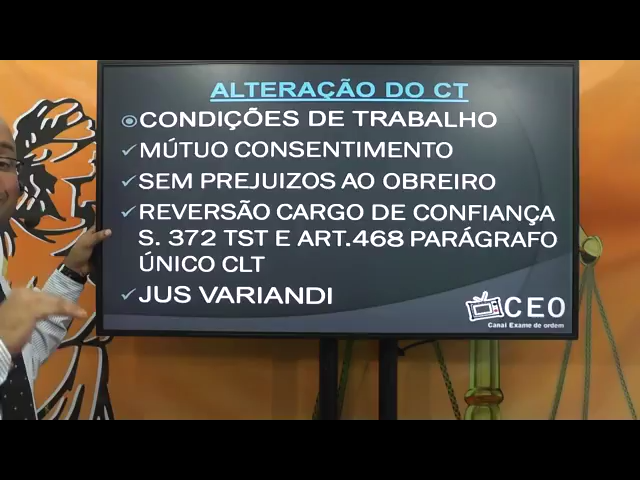 ALTERAÇÃO DO CT
CONDIÇÕES DE TRABALHO
MÚTUO CONSENTIMENTO
SEM PREJUIZOS AO OBREIRO
REVERSÃO CARGO DE CONFIANÇA
S. 372 TST E ART.468 PARÁGRAFO
ÚNICO CLT
JUS VARIANDI
CEO
Canal Exame de ordem